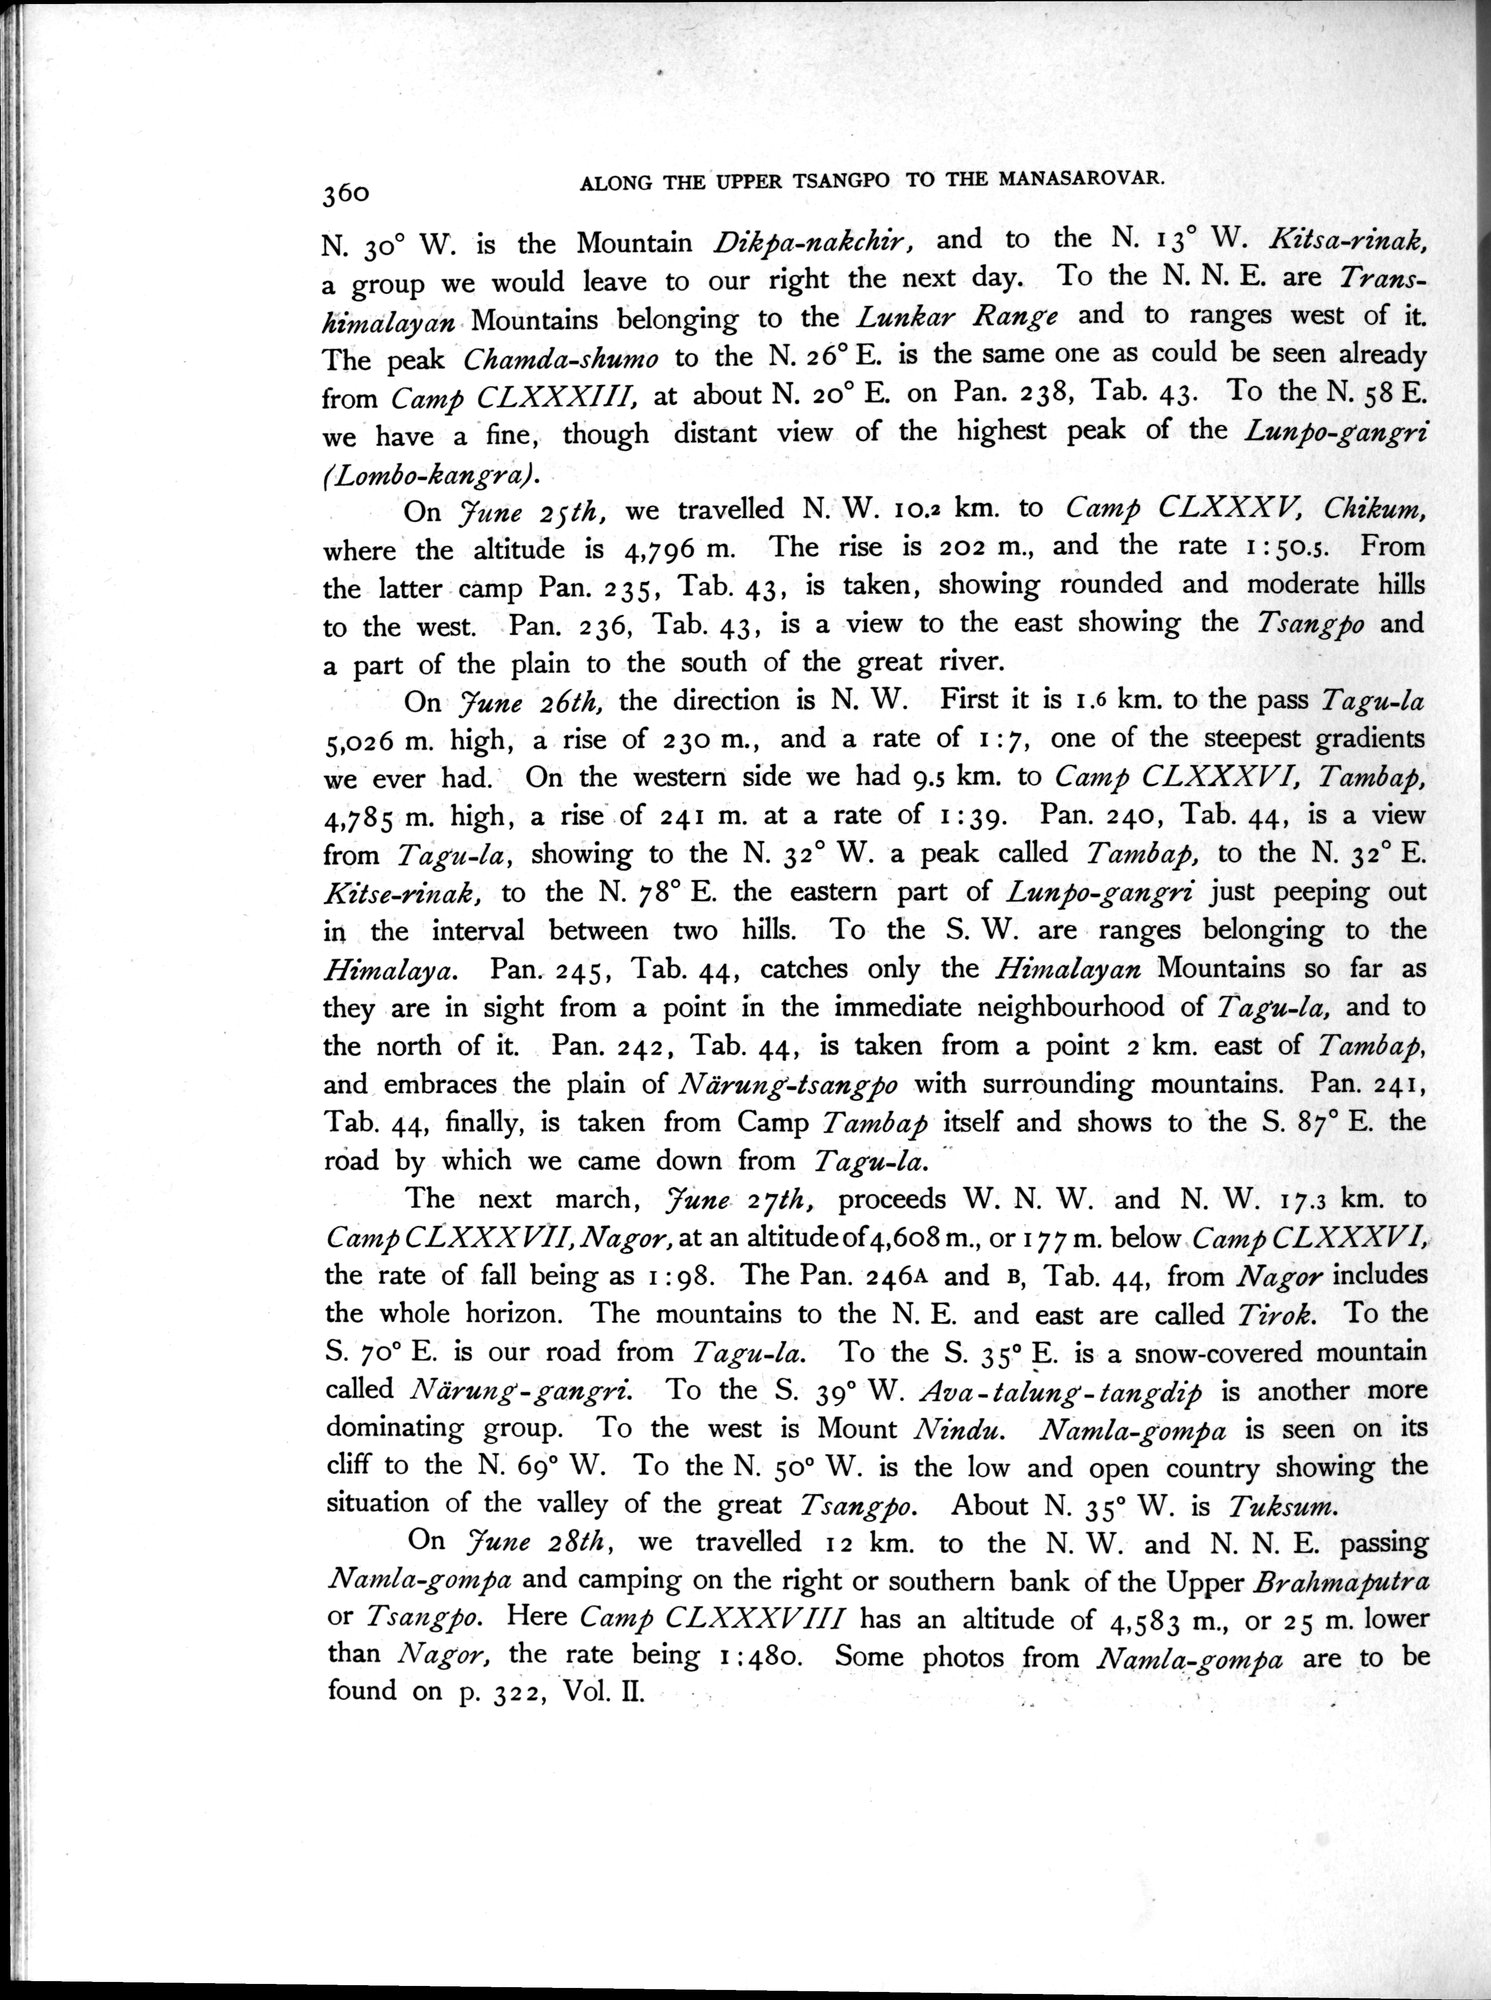 360
ALONG THE UPPER TSANGPO TO THE MANASAROVAR.
N. 30° W. is the Mountain Dikpa-nakchir, and to the N. 13° W. Kitsa-rinak,
a group we would leave to our right the next day. To the N. N. E. are Trans-
himalayan Mountains belonging to the Lunkar Range and to ranges west of it.
The peak Chamda-shumo to the N. 26° E. is the same one as could be seen already
from Camp CLXXXIII, at about N. 20° E. on Pan. 238, Tab. 43. To the N. 58 E.
we have a fine, though distant view of the highest peak of the Lunpo-gangri
(Lombo-kangra).
On June 25th, we travelled N. W. 10.2 km. to Camp CLXXXV, Chikum,
where the altitude is 4,796 m. The rise is 202 m., and the rate 1:50.5. From
the latter camp Pan. 235, Tab. 43, is taken, showing rounded and moderate hills
to the west. Pan. 236, Tab. 43, is a view to the east showing the Tsangpo and
a part of the plain to the south of the great river.
On June 26th, the direction is N. W. First it is 1.6 km. to the pass Tagu-la
5,026 m. high, a rise of 230 m., and a rate of 1:7, one of the steepest gradients
we ever had. On the western side we had 9.5 km. to Camp CLXXXVI, Tambap,
4,785 m. high, a rise of 241 m. at a rate of 1:39. Pan. 240, Tab. 44, is a view
from Tagu-la, showing to the N. 32° W. a peak called Tambap, to the N. 32° E.
Kitse-rinak, to the N. 78° E. the eastern part of Lunpo-gangri just peeping out
in the interval between two hills. To the S. W. are ranges belonging to the
Himalaya. Pan. 245, Tab. 44, catches only the Himalayan Mountains so far as
they are in sight from a point in the immediate neighbourhood of Tagu-la, and to
the north of it. Pan. 242, Tab. 44, is taken from a point 2 km. east of Tambap,
and embraces the plain of Närung-tsangpo with surrounding mountains. Pan. 241,
Tab. 44, finally, is taken from Camp Tambap itself and shows to the S. 87° E. the
road by which we came down from Tagu-la.
The next march, June 27th, proceeds W. N. W. and N. W. 17.3 km. to
Camp CLXXXVII, Nagor, at an altitude of 4,608 m., or 177 m. below Camp CLXXXVI,
the rate of fall being as 1:98. The Pan. 246A and B, Tab. 44, from Nagor includes
the whole horizon. The mountains to the N. E. and east are called Tirok. To the
S. 70° E. is our road from Tagu-la. To the S. 35° E. is a snow-covered mountain
called Närung-gangri. To the S. 39° W. Ava-talung-tangdip is another more
dominating group. To the west is Mount Nindu. Namla-gompa is seen on its
cliff to the N. 69° W. To the N. 50° W. is the low and open country showing the
situation of the valley of the great Tsangpo. About N. 35° W. is Tuksum.
On June 28th, we travelled 12 km. to the N. W. and N. N. E. passing
Namla-gompa and camping on the right or southern bank of the Upper Brahmaputra
or Tsangpo. Here Camp CLXXXVIII has an altitude of 4,583 m., or 25 m. lower
than Nagor, the rate being 1:480. Some photos from Namla-gompa are to be
found on p. 322, Vol. II.